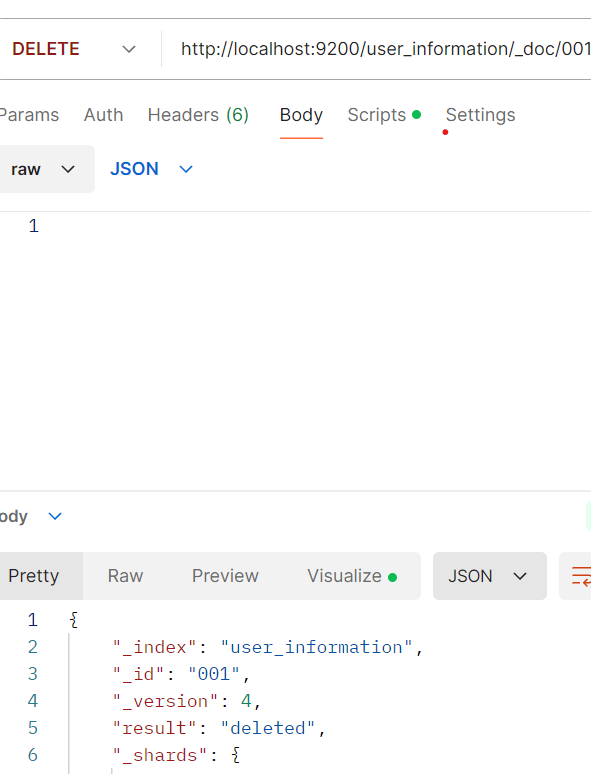 DELETE http://localhost:9200/user_information/_doc/001
Params Auth Headers (6) Body Scripts Settings
raw JSON
1
ody
Pretty Raw Preview Visualize JSON
1 {
2 "_index": "user_information",
3 "_id": "001",
4 "_version": 4,
5 "result": "deleted",
6 "_shards": {